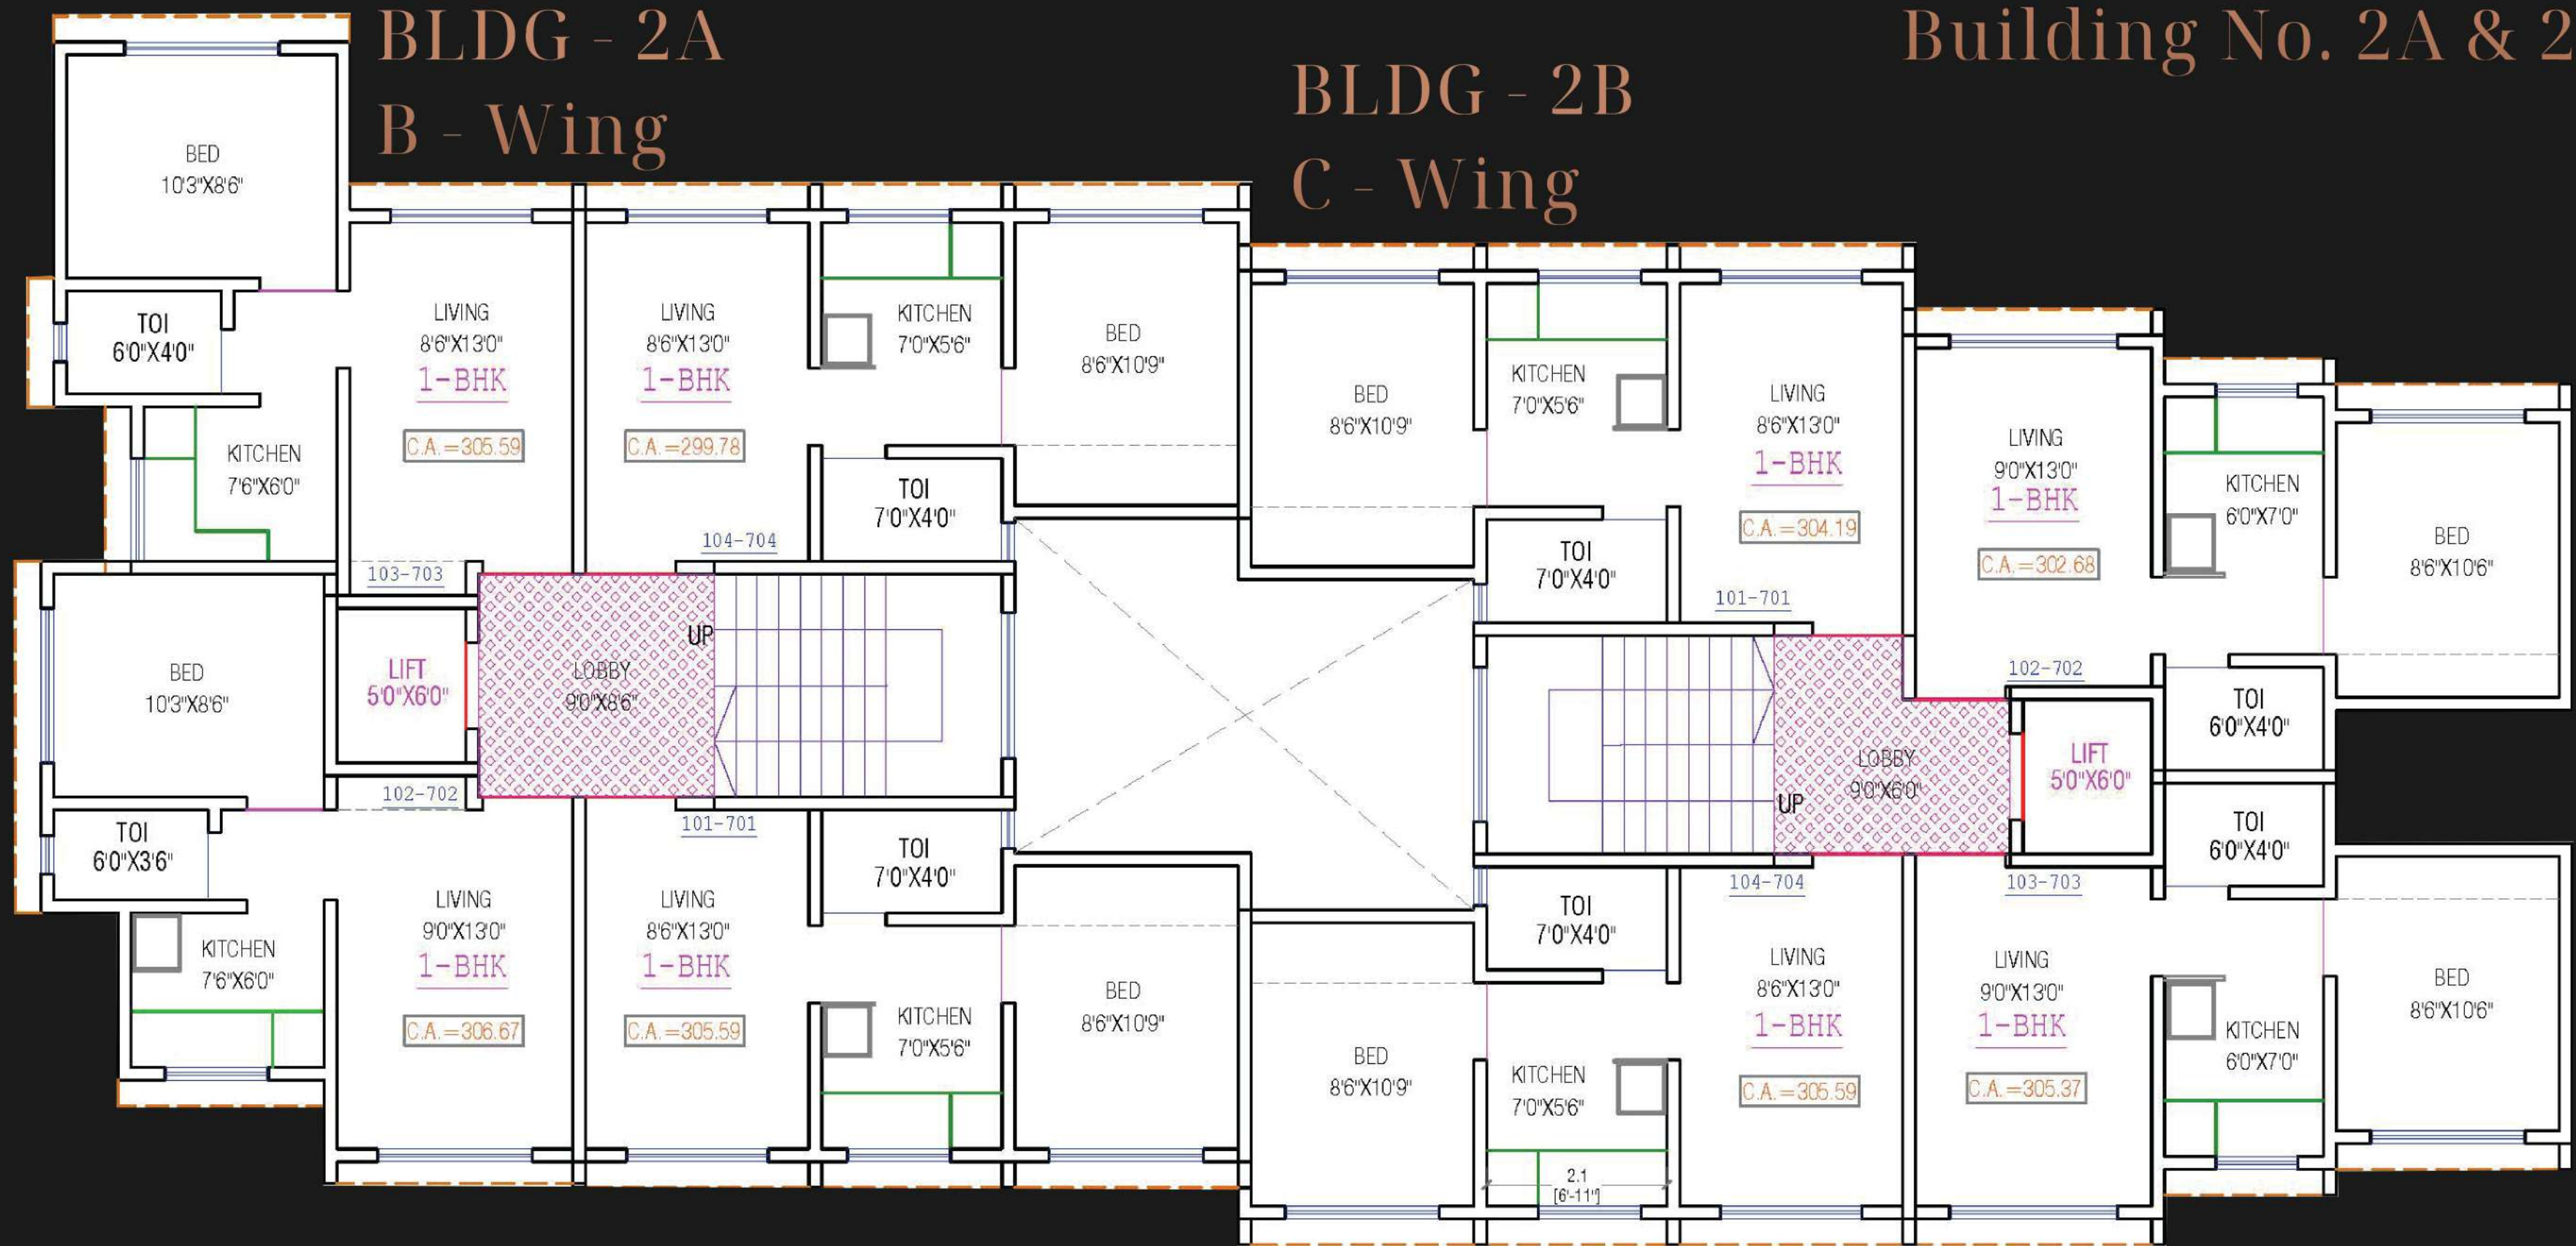 BLDG - 2A
B - Wing
BLDG - 2B
C - Wing
Building No. 2A & 2
BED
10'3"X8'6"
TOI
6'0"X4'0"
KITCHEN
7'6"X6'0"
LIVING
8'6"X13'0"
1-BHK
C.A.=305.59
103-703
LIVING
8'6"X13'0"
1-BHK
C.A.=299.78
104-704
KITCHEN
7'0"X5'6"
TOI
7'0"X4'0"
BED
8'6"X10'9"
BED
10'3"X8'6"
LIFT
5'0"X6'0"
LOBBY
9'0"X8'6"
UP
TOI
6'0"X3'6"
KITCHEN
7'6"X6'0"
102-702
LIVING
9'0"X13'0"
1-BHK
C.A.=306.67
101-701
LIVING
8'6"X13'0"
1-BHK
C.A.=305.59
TOI
7'0"X4'0"
KITCHEN
7'0"X5'6"
BED
8'6"X10'9"
BED
8'6"X10'9"
KITCHEN
7'0"X5'6"
TOI
7'0"X4'0"
LIVING
8'6"X13'0"
1-BHK
C.A.=304.19
101-701
LIVING
9'0"X13'0"
1-BHK
C.A.=302.68
102-702
KITCHEN
6'0"X7'0"
BED
8'6"X10'6"
TOI
6'0"X4'0"
LOBBY
9'0"X6'0"
UP
LIFT
5'0"X6'0"
TOI
6'0"X4'0"
TOI
7'0"X4'0"
104-704
LIVING
8'6"X13'0"
1-BHK
C.A.=305.59
103-703
LIVING
9'0"X13'0"
1-BHK
C.A.=305.37
BED
8'6"X10'9"
KITCHEN
7'0"X5'6"
2.1
[6'-11"]
KITCHEN
6'0"X7'0"
BED
8'6"X10'6"